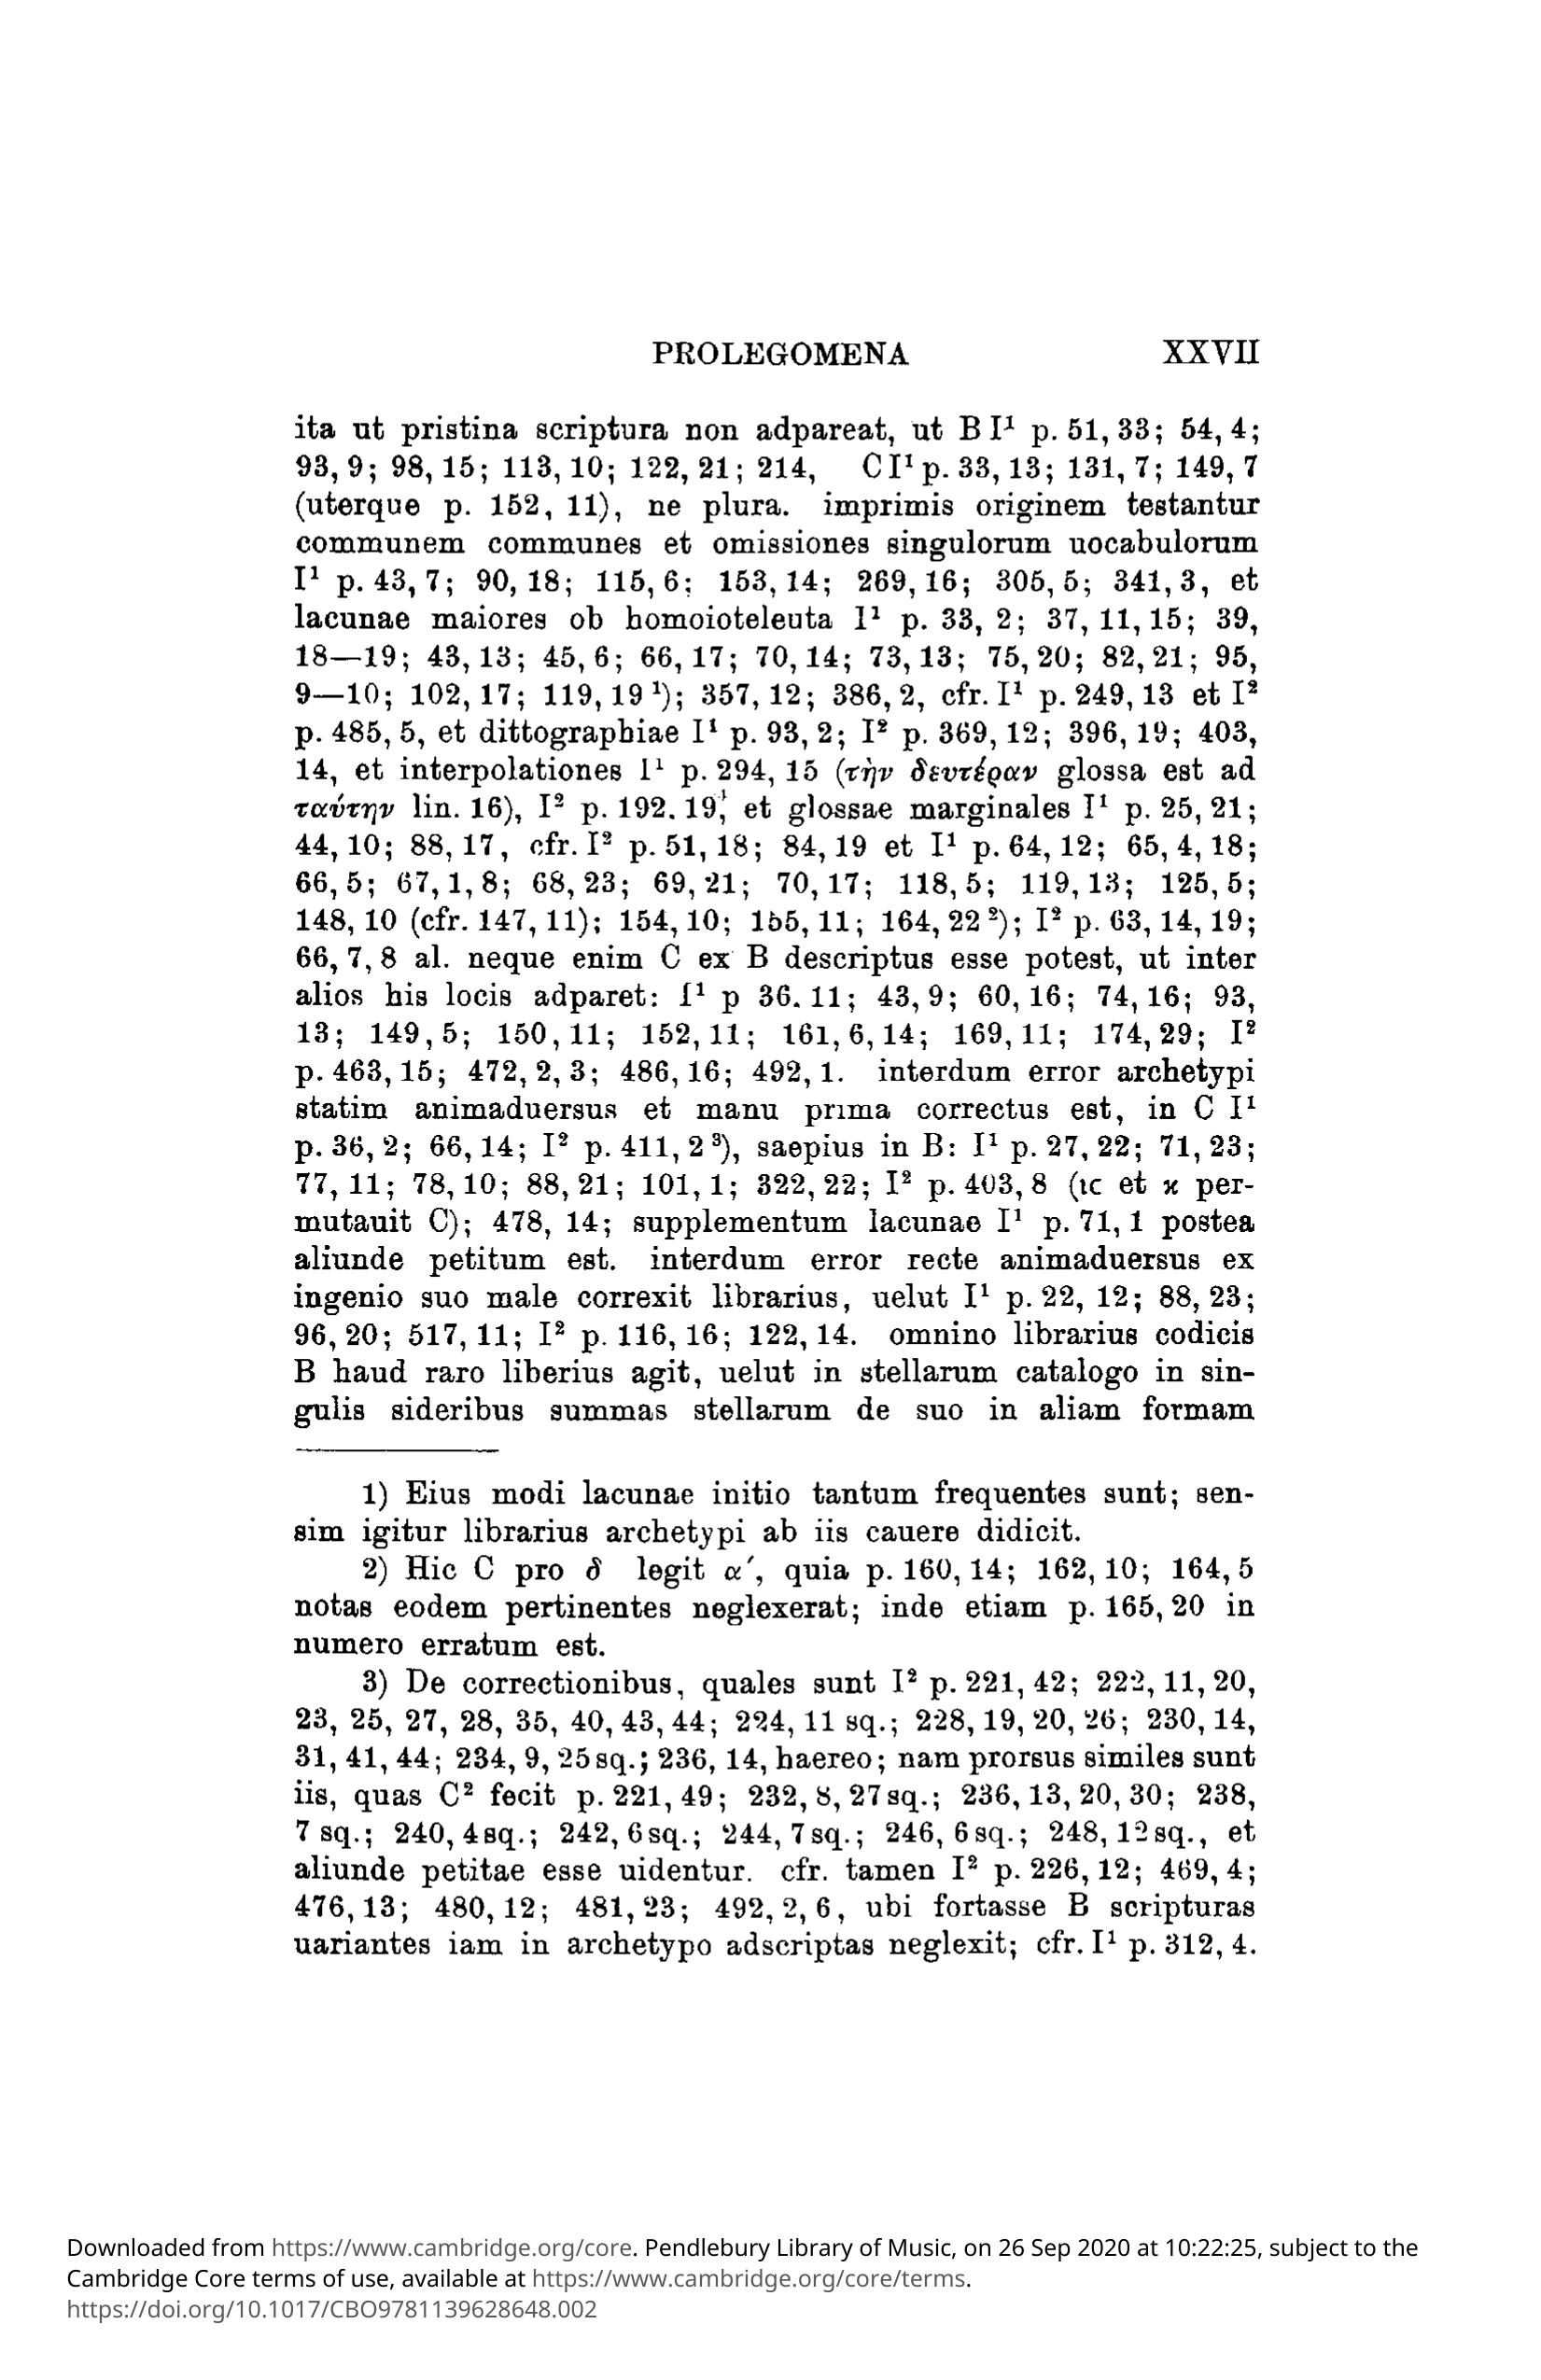 PROLEGOMENA XXVII
ita ut pristina scriptura non adpareat, ut B I¹ p. 51, 33; 54, 4;
93, 9; 98, 15; 113, 10; 122, 21; 214, C I¹ p. 33, 13; 131, 7; 149, 7
(uterque p. 152, 11), ne plura. imprimis originem testantur
communem communes et omissiones singulorum uocabulorum
I¹ p. 43, 7; 90, 18; 115, 6; 153, 14; 269, 16; 305, 5; 341, 3, et
lacunae maiores ob homoioteleuta I¹ p. 33, 2; 37, 11, 15; 39,
18—19; 43, 13; 45, 6; 66, 17; 70, 14; 73, 13; 75, 20; 82, 21; 95,
9—10; 102, 17; 119, 19 ¹); 357, 12; 386, 2, cfr. I¹ p. 249, 13 et I²
p. 485, 5, et dittographiae I¹ p. 93, 2; I² p. 369, 12; 396, 19; 403,
14, et interpolationes I¹ p. 294, 15 (τὴν δευτέραν glossa est ad
ταύτην lin. 16), I² p. 192. 19, et glossae marginales I¹ p. 25, 21;
44, 10; 88, 17, cfr. I² p. 51, 18; 84, 19 et I¹ p. 64, 12; 65, 4, 18;
66, 5; 67, 1, 8; 68, 23; 69, 21; 70, 17; 118, 5; 119, 13; 125, 5;
148, 10 (cfr. 147, 11); 154, 10; 155, 11; 164, 22 ²); I² p. 63, 14, 19;
66, 7, 8 al. neque enim C ex B descriptus esse potest, ut inter
alios his locis adparet: I¹ p 36. 11; 43, 9; 60, 16; 74, 16; 93,
13; 149, 5; 150, 11; 152, 11; 161, 6, 14; 169, 11; 174, 29; I²
p. 463, 15; 472, 2, 3; 486, 16; 492, 1. interdum error archetypi
statim animaduersus et manu prima correctus est, in C I¹
p. 36, 2; 66, 14; I² p. 411, 2 ³), saepius in B: I¹ p. 27, 22; 71, 23;
77, 11; 78, 10; 88, 21; 101, 1; 322, 22; I² p. 403, 8 (ιc et ϰ per-
mutauit C); 478, 14; supplementum lacunae I¹ p. 71, 1 postea
aliunde petitum est. interdum error recte animaduersus ex
ingenio suo male correxit librarius, uelut I¹ p. 22, 12; 88, 23;
96, 20; 517, 11; I² p. 116, 16; 122, 14. omnino librarius codicis
B haud raro liberius agit, uelut in stellarum catalogo in sin-
gulis sideribus summas stellarum de suo in aliam formam
1) Eius modi lacunae initio tantum frequentes sunt; sen-
sim igitur librarius archetypi ab iis cauere didicit.
2) Hic C pro δ legit α′, quia p. 160, 14; 162, 10; 164, 5
notas eodem pertinentes neglexerat; inde etiam p. 165, 20 in
numero erratum est.
3) De correctionibus, quales sunt I² p. 221, 42; 222, 11, 20,
23, 25, 27, 28, 35, 40, 43, 44; 224, 11 sq.; 228, 19, 20, 26; 230, 14,
31, 41, 44; 234, 9, 25 sq.; 236, 14, haereo; nam prorsus similes sunt
iis, quas C² fecit p. 221, 49; 232, 8, 27 sq.; 236, 13, 20, 30; 238,
7 sq.; 240, 4 sq.; 242, 6 sq.; 244, 7 sq.; 246, 6 sq.; 248, 12 sq., et
aliunde petitae esse uidentur. cfr. tamen I² p. 226, 12; 469, 4;
476, 13; 480, 12; 481, 23; 492, 2, 6, ubi fortasse B scripturas
uariantes iam in archetypo adscriptas neglexit; cfr. I¹ p. 312, 4.
Downloaded from https://www.cambridge.org/core. Pendlebury Library of Music, on 26 Sep 2020 at 10:22:25, subject to the
Cambridge Core terms of use, available at https://www.cambridge.org/core/terms.
https://doi.org/10.1017/CBO9781139628648.002